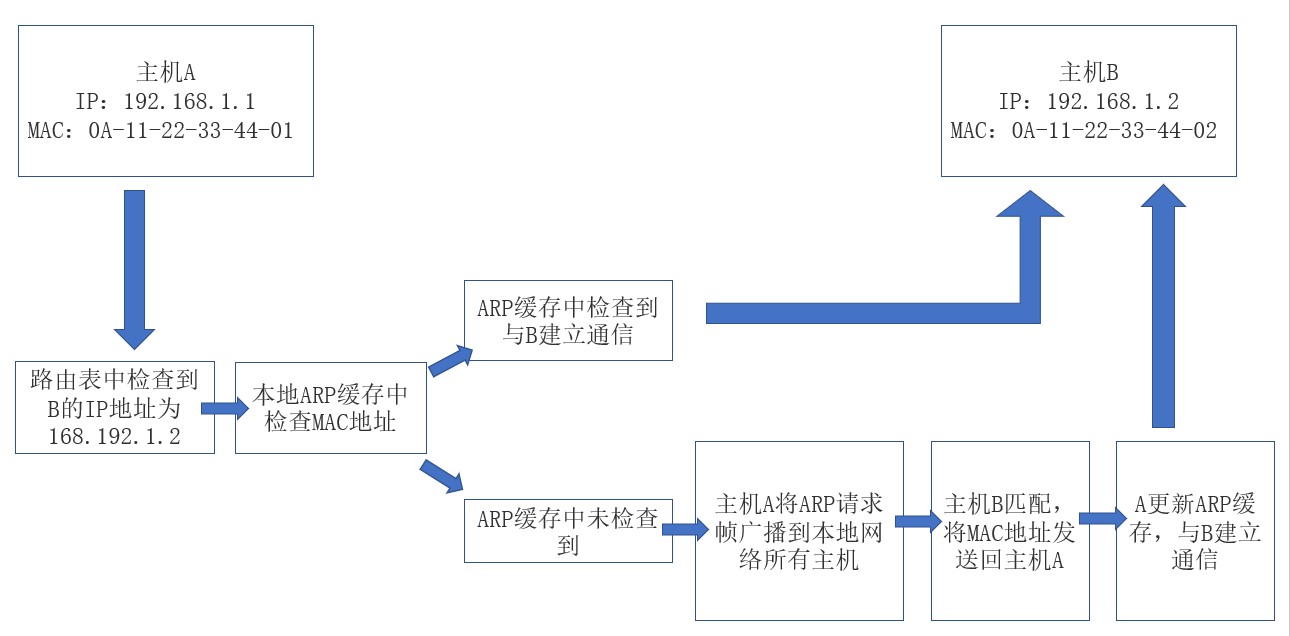 主机A
IP：192.168.1.1
MAC：0A-11-22-33-44-01
主机B
IP：192.168.1.2
MAC：0A-11-22-33-44-02
路由表中检查到
B的IP地址为
168.192.1.2
本地ARP缓存中
检查MAC地址
ARP缓存中检查到
与B建立通信
ARP缓存中未检查
到
主机A将ARP请求
帧广播到本地网
络所有主机
主机B匹配，
将MAC地址发
送回主机A
A更新ARP缓
存，与B建立
通信